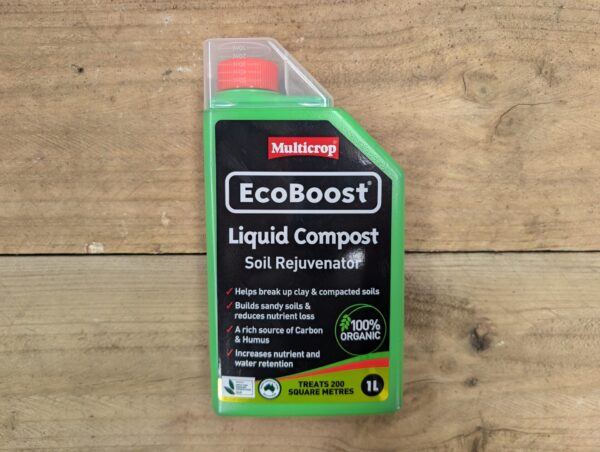 Multicrop®
EcoBoost®
Liquid Compost
Soil Rejuvenator
✓ Helps break up clay & compacted soils
✓ Builds sandy soils &
reduces nutrient loss
✓ A rich source of Carbon
& Humus
✓ Increases nutrient and
water retention
100%
ORGANIC
TREATS 200
SQUARE METRES
1L